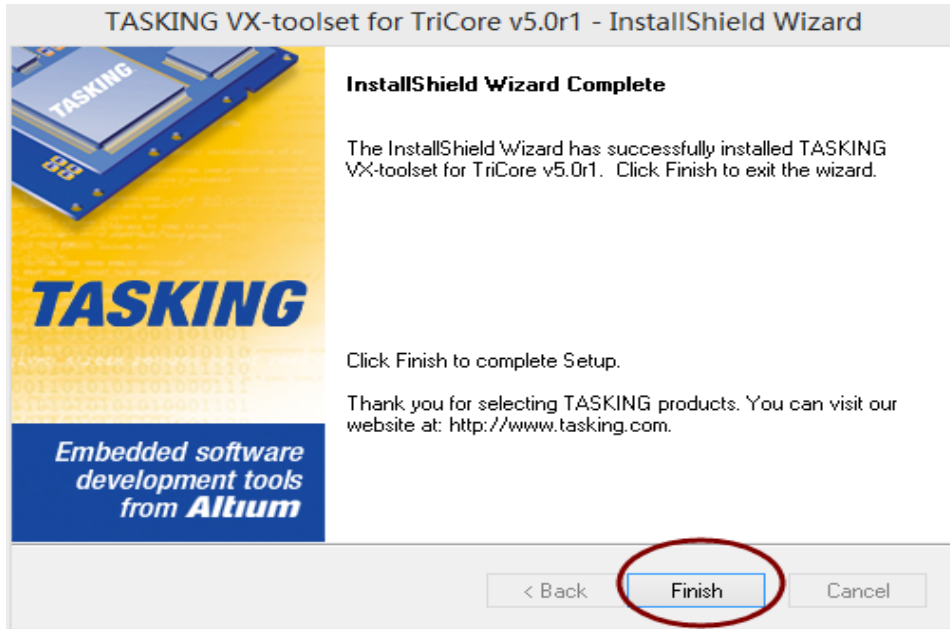 TASKING VX-toolset for TriCore v5.0r1 - InstallShield Wizard
TASKING
InstallShield Wizard Complete
The InstallShield Wizard has successfully installed TASKING
VX-toolset for TriCore v5.0r1. Click Finish to exit the wizard.
TASKING
Click Finish to complete Setup.
Thank you for selecting TASKING products. You can visit our
website at: http://www.tasking.com.
Embedded software
development tools
from Altium
< Back
Finish
Cancel